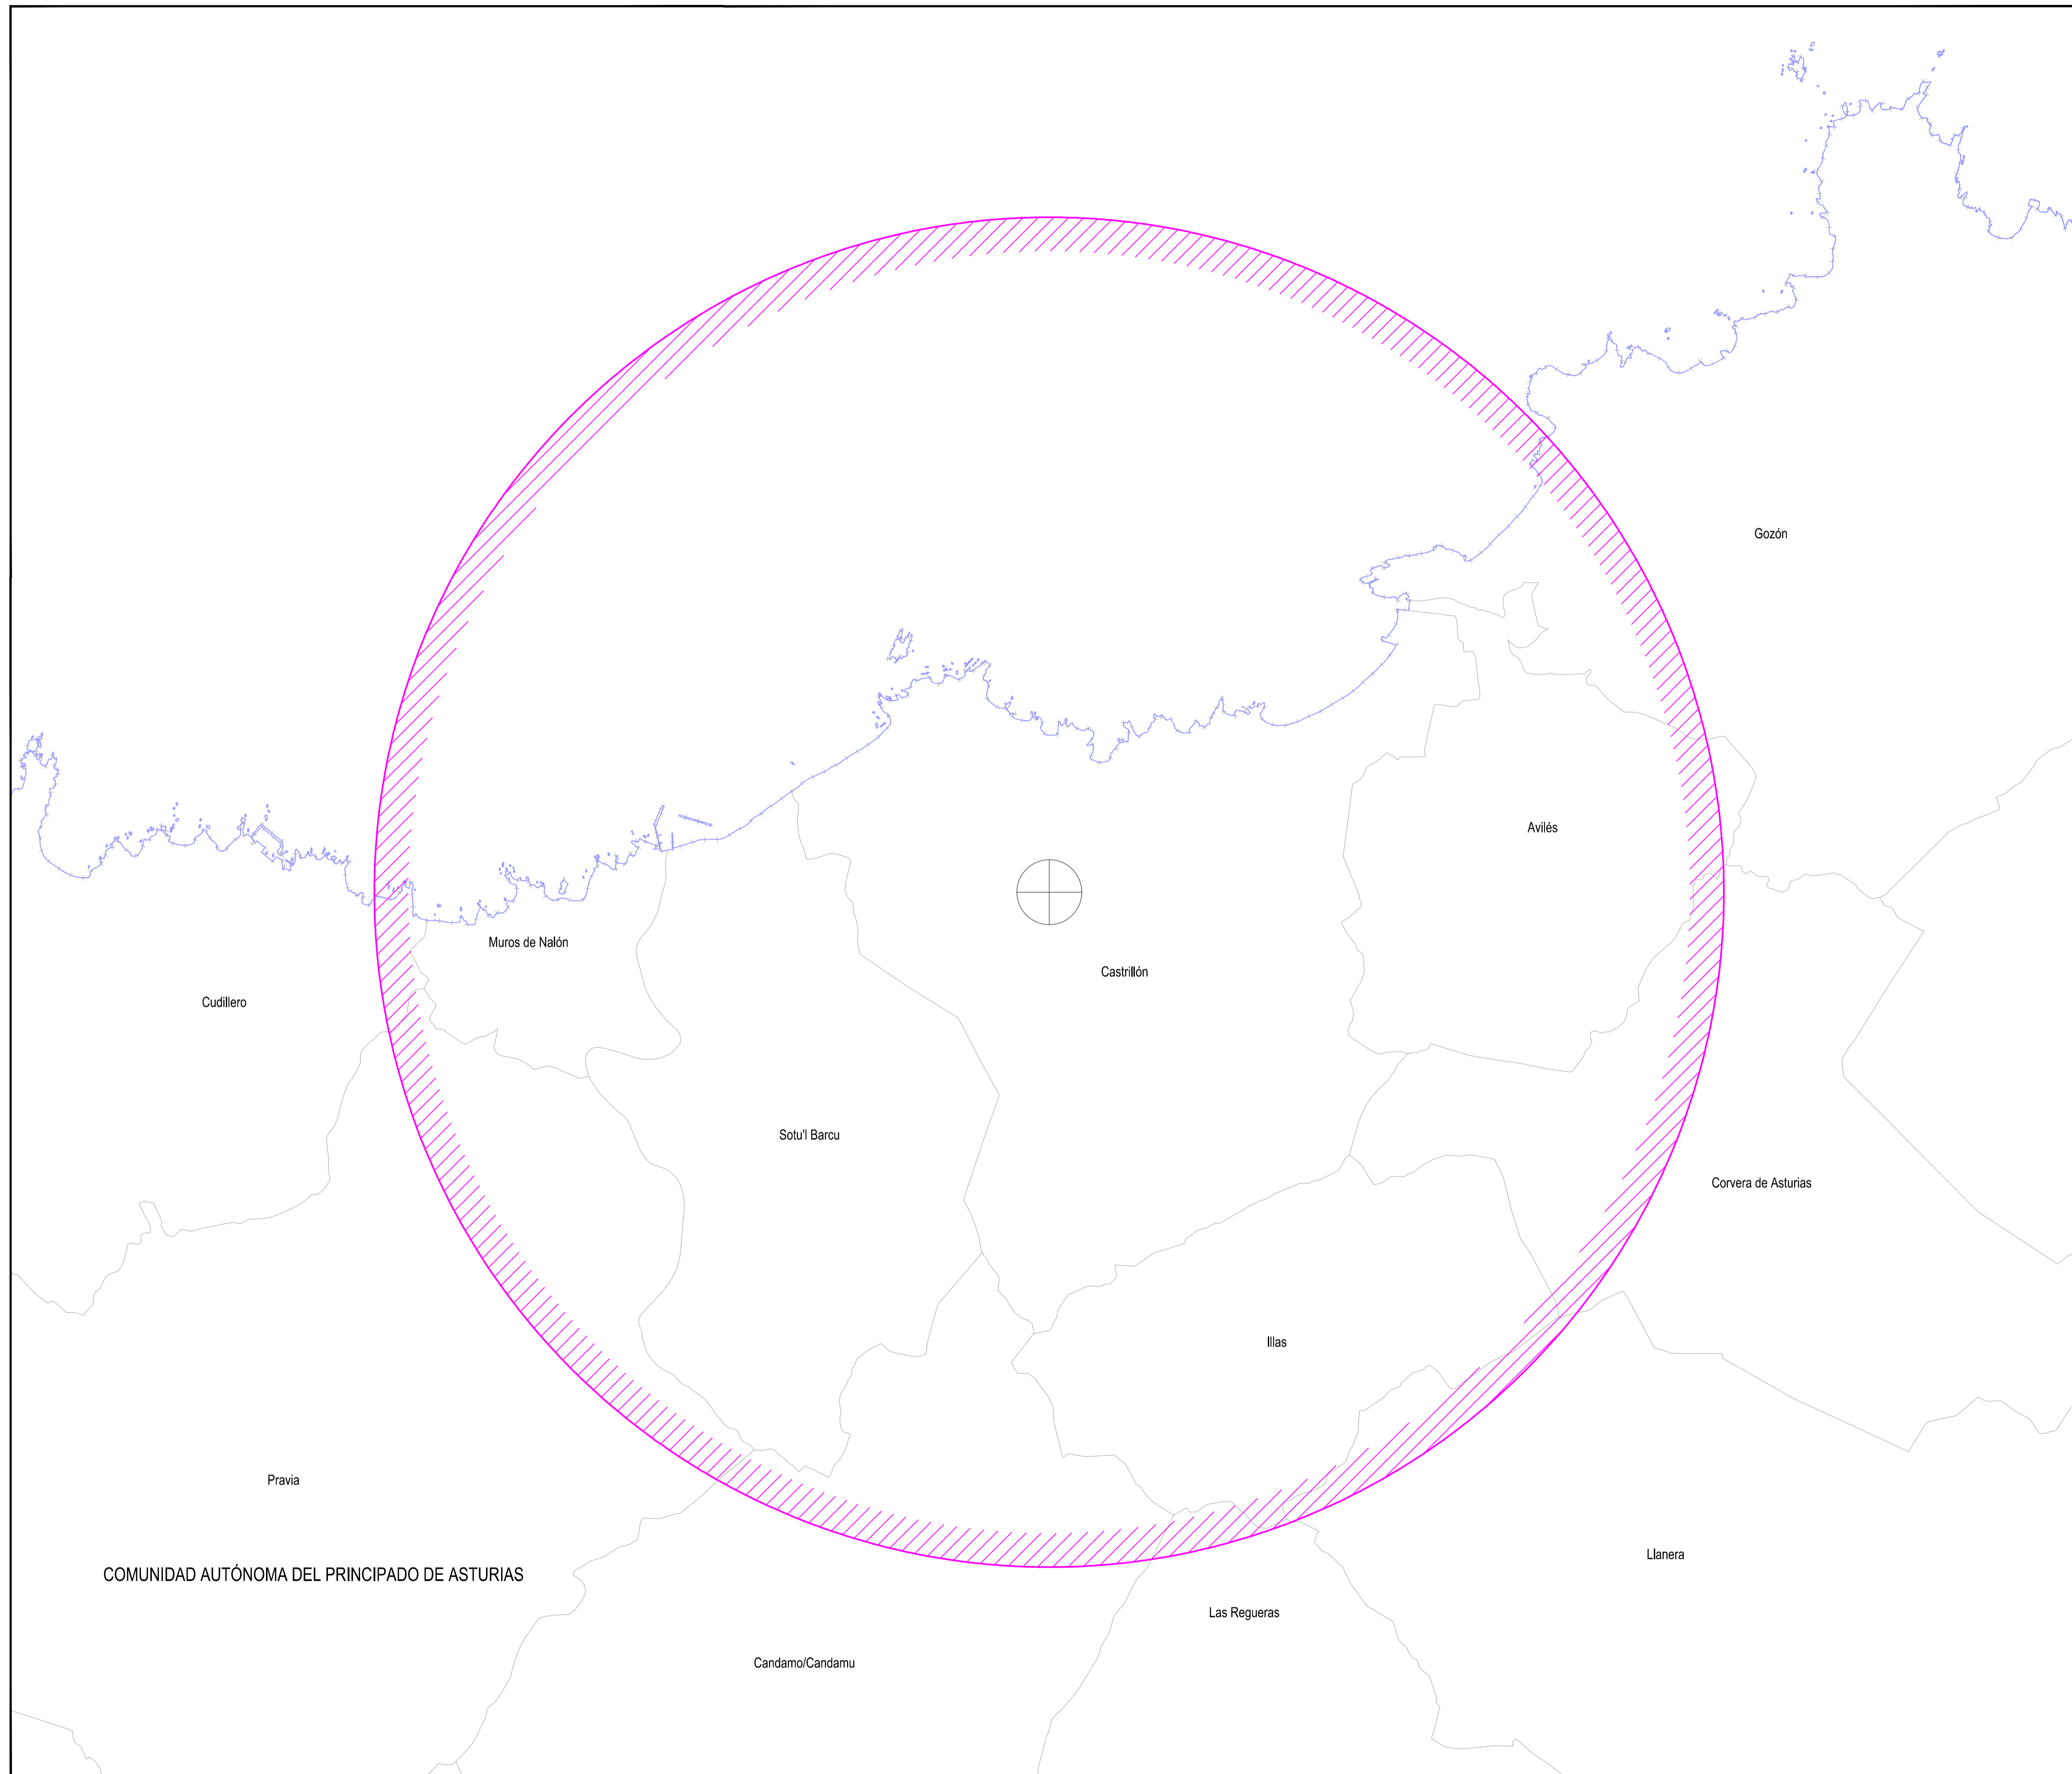 Gozón
Avilés
Muros de Nalón
Castrillón
Cudillero
Sotu'l Barcu
Corvera de Asturias
Illas
Pravia
Llanera
COMUNIDAD AUTÓNOMA DEL PRINCIPADO DE ASTURIAS
Las Regueras
Candamo/Candamu